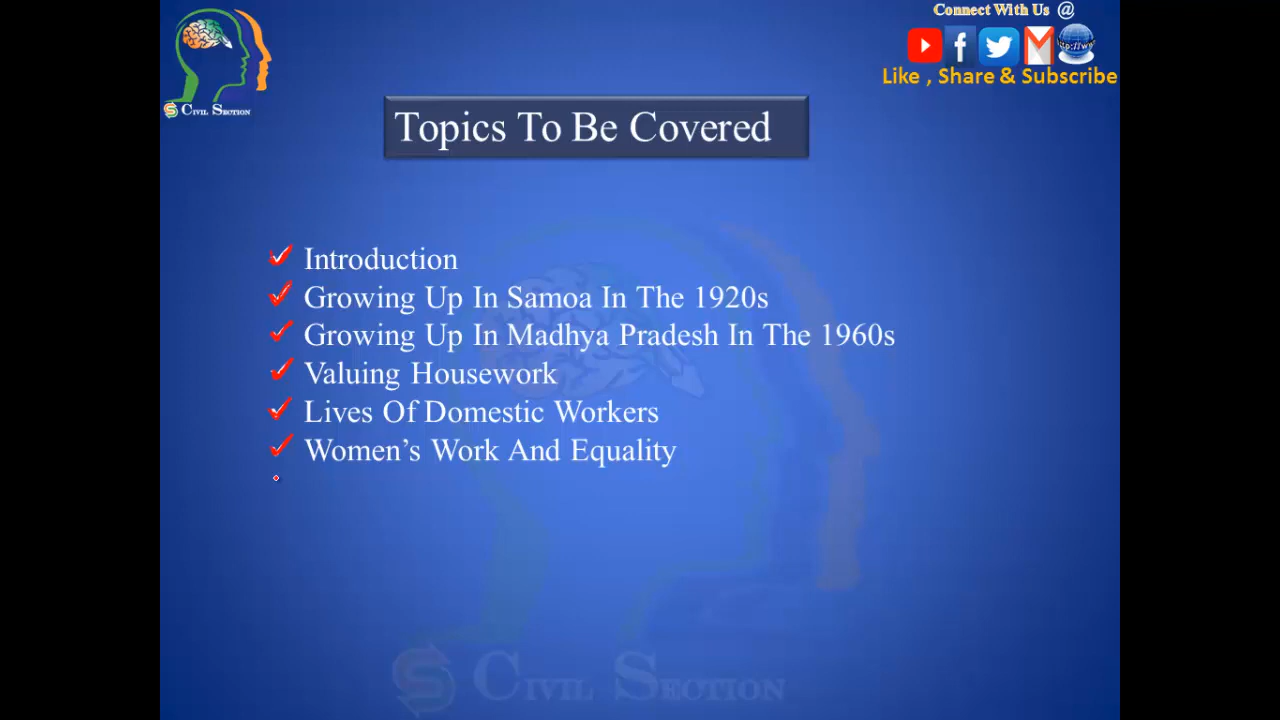 Connect With Us @
http://www
Like , Share & Subscribe
S CIVIL SECTION
Topics To Be Covered
Introduction
Growing Up In Samoa In The 1920s
Growing Up In Madhya Pradesh In The 1960s
Valuing Housework
Lives Of Domestic Workers
Women’s Work And Equality
S CIVIL SECTION